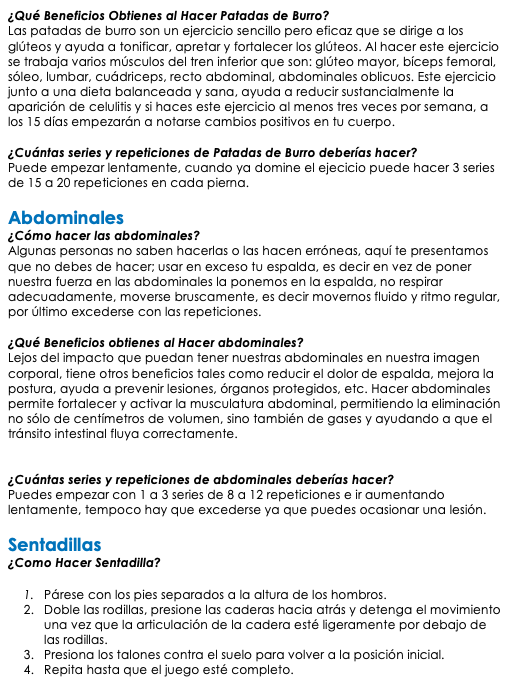 ¿Qué Beneficios Obtienes al Hacer Patadas de Burro?
Las patadas de burro son un ejercicio sencillo pero eficaz que se dirige a los
glúteos y ayuda a tonificar, apretar y fortalecer los glúteos. Al hacer este ejercicio
se trabaja varios músculos del tren inferior que son: glúteo mayor, bíceps femoral,
sóleo, lumbar, cuádriceps, recto abdominal, abdominales oblicuos. Este ejercicio
junto a una dieta balanceada y sana, ayuda a reducir sustancialmente la
aparición de celulitis y si haces este ejercicio al menos tres veces por semana, a
los 15 días empezarán a notarse cambios positivos en tu cuerpo.
¿Cuántas series y repeticiones de Patadas de Burro deberías hacer?
Puede empezar lentamente, cuando ya domine el ejecicio puede hacer 3 series
de 15 a 20 repeticiones en cada pierna.
Abdominales
¿Cómo hacer las abdominales?
Algunas personas no saben hacerlas o las hacen erróneas, aquí te presentamos
que no debes de hacer; usar en exceso tu espalda, es decir en vez de poner
nuestra fuerza en las abdominales la ponemos en la espalda, no respirar
adecuadamente, moverse bruscamente, es decir movernos fluido y ritmo regular,
por último excederse con las repeticiones.
¿Qué Beneficios obtienes al Hacer abdominales?
Lejos del impacto que puedan tener nuestras abdominales en nuestra imagen
corporal, tiene otros beneficios tales como reducir el dolor de espalda, mejora la
postura, ayuda a prevenir lesiones, órganos protegidos, etc. Hacer abdominales
permite fortalecer y activar la musculatura abdominal, permitiendo la eliminación
no sólo de centímetros de volumen, sino también de gases y ayudando a que el
tránsito intestinal fluya correctamente.
¿Cuántas series y repeticiones de abdominales deberías hacer?
Puedes empezar con 1 a 3 series de 8 a 12 repeticiones e ir aumentando
lentamente, tempoco hay que excederse ya que puedes ocasionar una lesión.
Sentadillas
¿Como Hacer Sentadilla?
1. Párese con los pies separados a la altura de los hombros.
2. Doble las rodillas, presione las caderas hacia atrás y detenga el movimiento
una vez que la articulación de la cadera esté ligeramente por debajo de
las rodillas.
3. Presiona los talones contra el suelo para volver a la posición inicial.
4. Repita hasta que el juego esté completo.